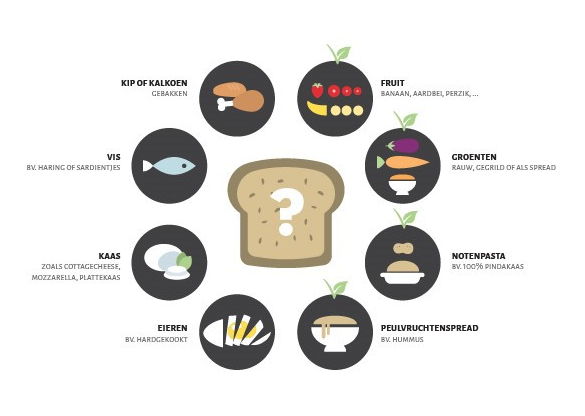 KIP OF KALKOEN
GEBAKKEN
FRUIT
BANAAN, AARDBEI, PERZIK, ...
VIS
BV. HARING OF SARDIENTJES
GROENTEN
RAUW, GEGRILD OF ALS SPREAD
?
KAAS
ZOALS COTTAGECHEESE,
MOZZARELLA, PLATTEKAAS
NOTENPASTA
BV. 100% PINDAKAAS
EIEREN
BV. HARDGEKOOKT
PEULVRUCHTENSPREAD
BV. HUMMUS